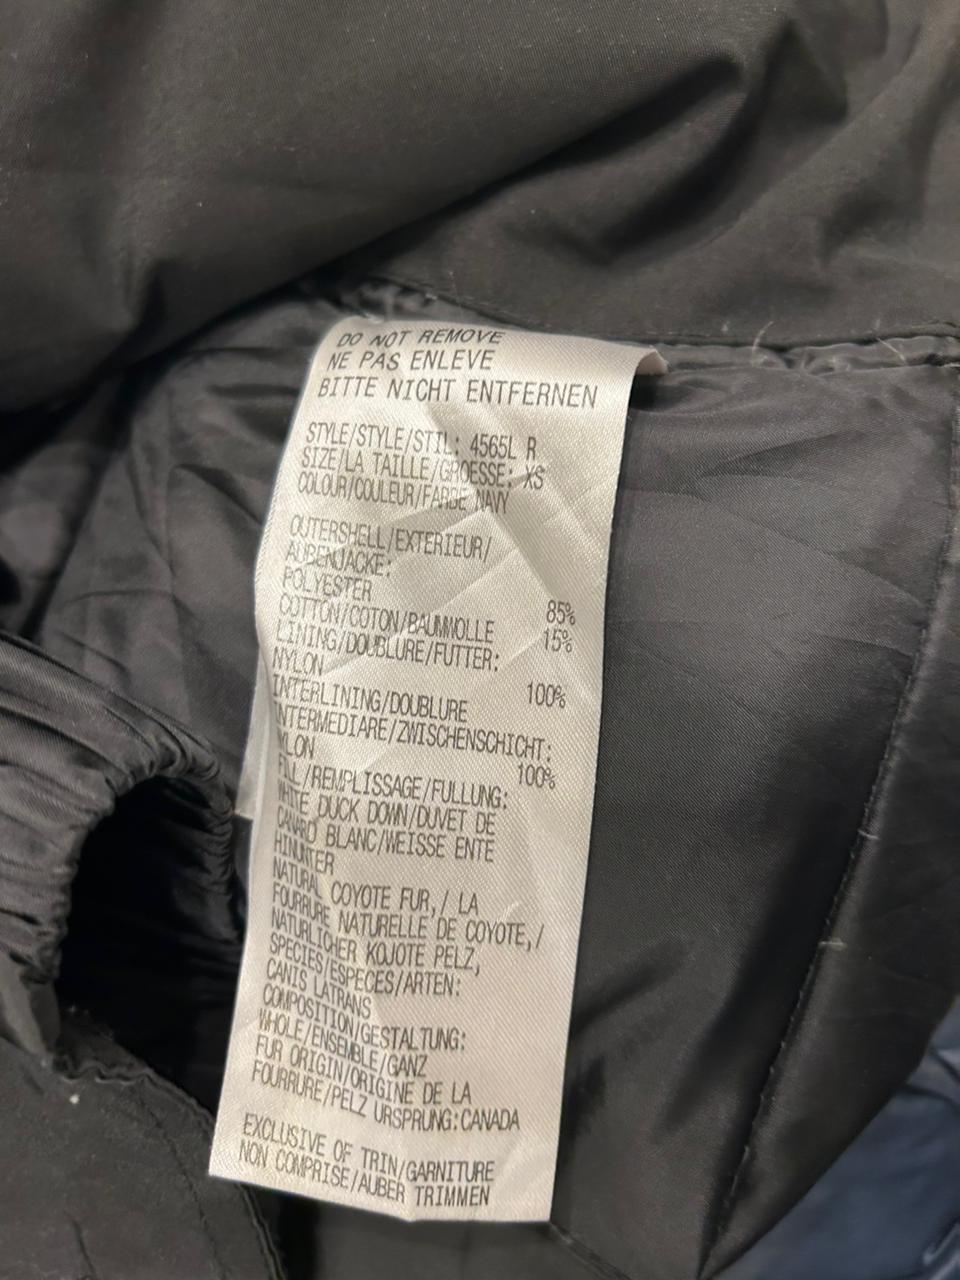 DO NOT REMOVE
NE PAS ENLEVE
BITTE NICHT ENTFERNEN
STYLE/STYLE/STIL: 4565L R
SIZE/LA TAILLE/GROESSE: XS
COLOUR/COULEUR/FARBE NAVY
OUTERSHELL/EXTERIEUR/
AUBENJACKE:
POLYESTER 85%
COTTON/COTON/BAUMWOLLE 15%
LINING/DOUBLURE/FUTTER:
NYLON 100%
INTERLINING/DOUBLURE
INTERMEDIARE/ZWISCHENSCHICHT:
NYLON 100%
FILL/REMPLISSAGE/FULLUNG:
WHITE DUCK DOWN/DUVET DE
CANARD BLANC/WEISSE ENTE
HINUNTER
NATURAL COYOTE FUR,/ LA
FOURRURE NATURELLE DE COYOTE,/
NATURLICHER KOJOTE PELZ,
SPECIES/ESPECES/ARTEN:
CANIS LATRANS
COMPOSITION/GESTALTUNG:
WHOLE/ENSEMBLE/GANZ
FUR ORIGIN/ORIGINE DE LA
FOURRURE/PELZ URSPRUNG:CANADA
EXCLUSIVE OF TRIN/GARNITURE
NON COMPRISE/AUBER TRIMMEN